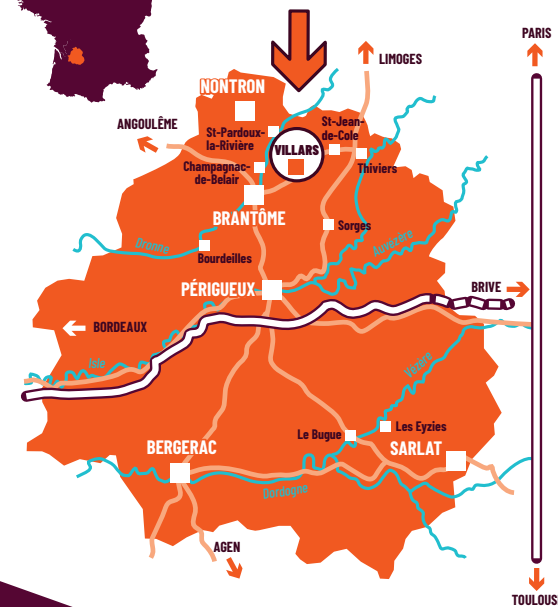 PARIS
LIMOGES
NONTRON
ANGOULÊME
St-Pardoux-
la-Rivière
St-Jean-
de-Cole
VILLARS
Champagnac-
de-Belair
Thiviers
BRANTÔME
Sorges
Dronne
Auvézère
Bourdeilles
PÉRIGUEUX
BRIVE
BORDEAUX
Isle
Vézère
Le Bugue
Les Eyzies
BERGERAC
SARLAT
Dordogne
AGEN
TOULOUS